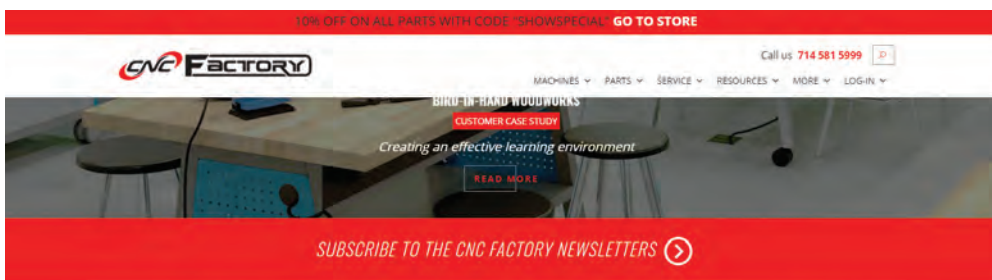 10% OFF ON ALL PARTS WITH CODE "SHOWSPECIAL" GO TO STORE
Call us 714 581 5999
CNC FACTORY
MACHINES PARTS SERVICE RESOURCES MORE LOG-IN
BIRD-IN-HAND WOODWORKS
CUSTOMER CASE STUDY
Creating an effective learning environment
READ MORE
SUBSCRIBE TO THE CNC FACTORY NEWSLETTERS